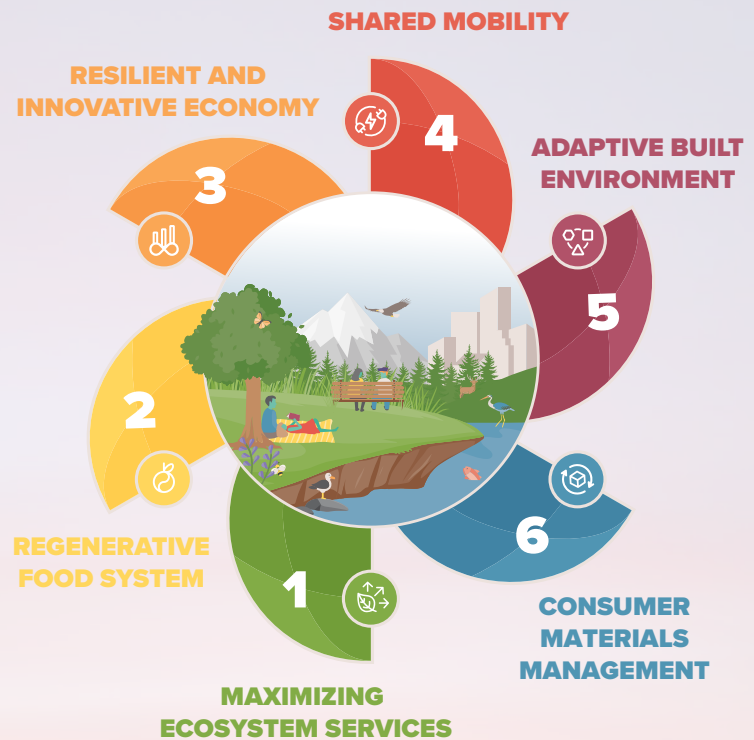 SHARED MOBILITY
4
RESILIENT AND
INNOVATIVE ECONOMY
3
ADAPTIVE BUILT
ENVIRONMENT
5
2
REGENERATIVE
FOOD SYSTEM
6
CONSUMER
MATERIALS
MANAGEMENT
1
MAXIMIZING
ECOSYSTEM SERVICES